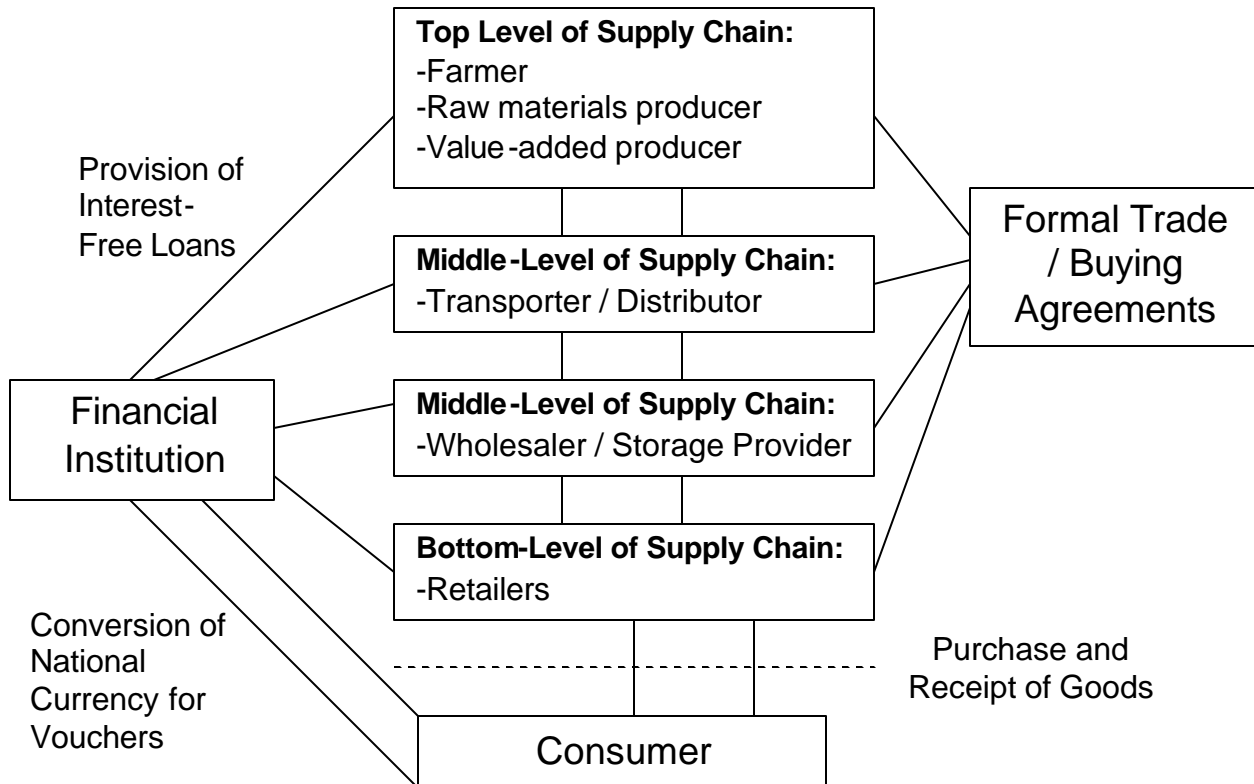 Top Level of Supply Chain:
-Farmer
-Raw materials producer
-Value-added producer
Provision of
Interest-
Free Loans
Formal Trade
/ Buying
Agreements
Middle-Level of Supply Chain:
-Transporter / Distributor
Financial
Institution
Middle-Level of Supply Chain:
-Wholesaler / Storage Provider
Bottom-Level of Supply Chain:
-Retailers
Conversion of
National
Currency for
Vouchers
Purchase and
Receipt of Goods
Consumer